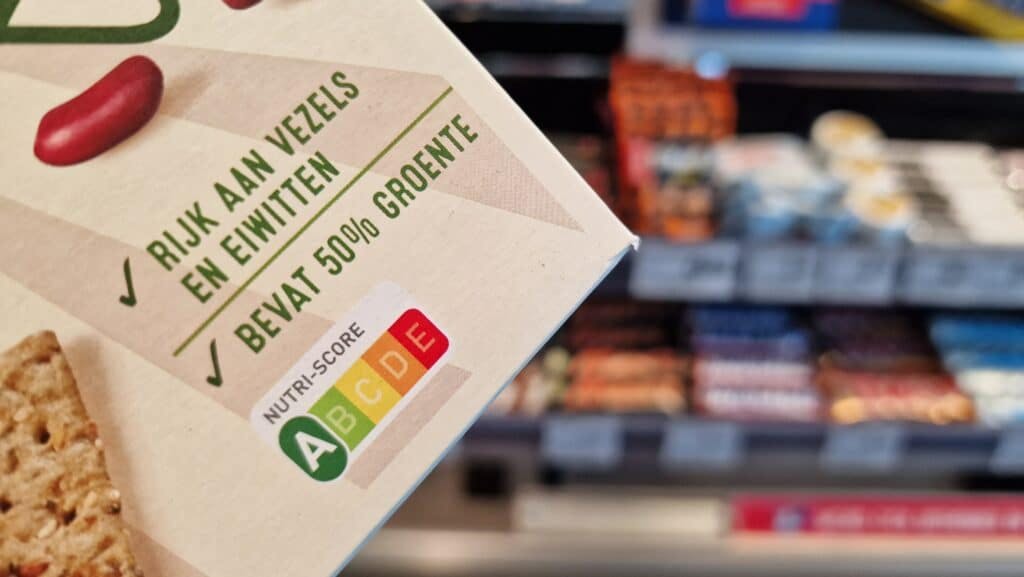 RIJK AAN VEZELS
EN EIWITTEN
BEVAT 50% GROENTE
NUTRI-SCORE
A B C D E